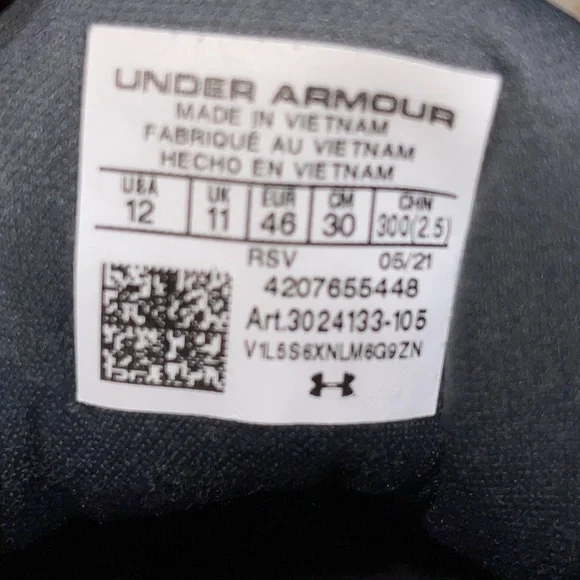 UNDER ARMOUR
MADE IN VIETNAM
FABRIQUÉ AU VIETNAM
HECHO EN VIETNAM
USA UK EUR CM CHN
12 11 46 30 300(2.5)
RSV 05/21
4207655448
Art.3024133-105
V1L5S6XNLM6G9ZN